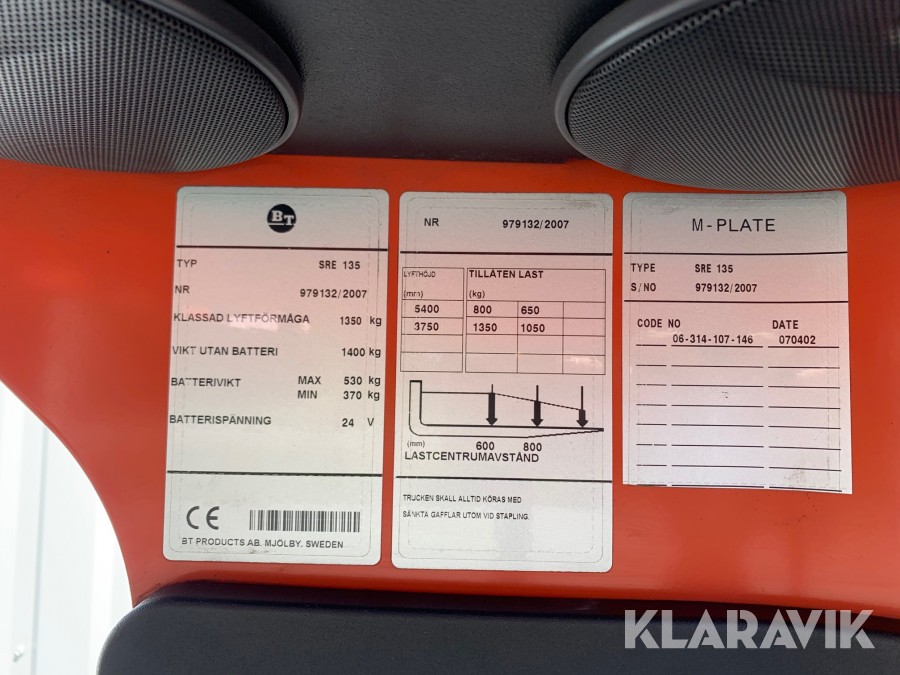 BT
TYP SRE 135
NR 979132/2007
KLASSAD LYFTFÖRMÅGA 1350 kg
VIKT UTAN BATTERI 1400 kg
BATTERIVIKT MAX 530 kg
MIN 370 kg
BATTERISPÄNNING 24 V
CE
BT PRODUCTS AB. MJÖLBY. SWEDEN
NR 979132/2007
LYFTHÖJD TILLÅTEN LAST
(mm) (kg)
5400 800 650
3750 1350 1050
(mm) 600 800
LASTCENTRUMAVSTÅND
TRUCKEN SKALL ALLTID KÖRAS MED
SÄNKTA GAFFLAR UTOM VID STAPLING.
M-PLATE
TYPE SRE 135
S/NO 979132/2007
CODE NO DATE
06-314-107-146 070402
KLARAVIK